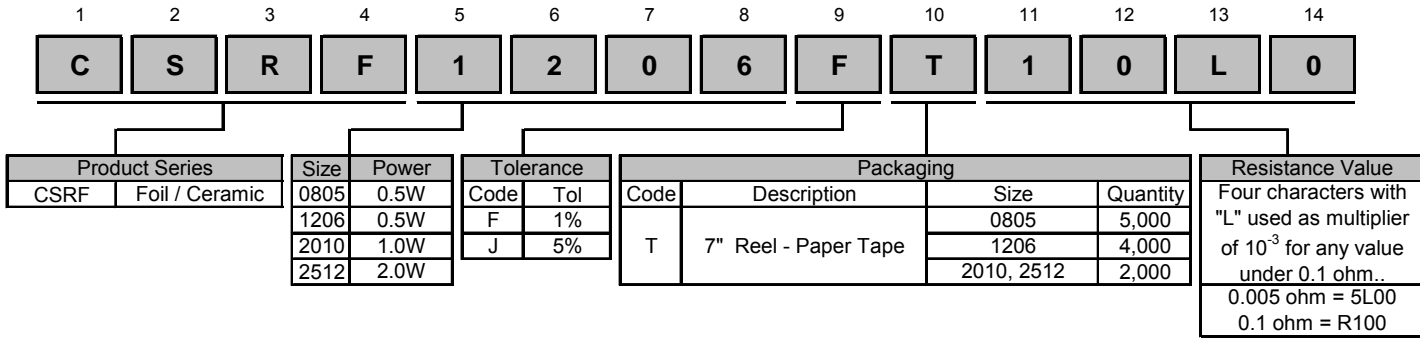 1 2 3 4 5 6 7 8 9 10 11 12 13 14
C S R F 1 2 0 6 F T 1 0 L 0
Product Series
CSRF Foil / Ceramic
Size Power
0805 0.5W
1206 0.5W
2010 1.0W
2512 2.0W
Tolerance
Code Tol
F 1%
J 5%
Packaging
Code Description Size Quantity
T 7" Reel - Paper Tape
0805 5,000
1206 4,000
2010, 2512 2,000
Resistance Value
Four characters with
"L" used as multiplier
of 10⁻³ for any value
under 0.1 ohm..
0.005 ohm = 5L00
0.1 ohm = R100